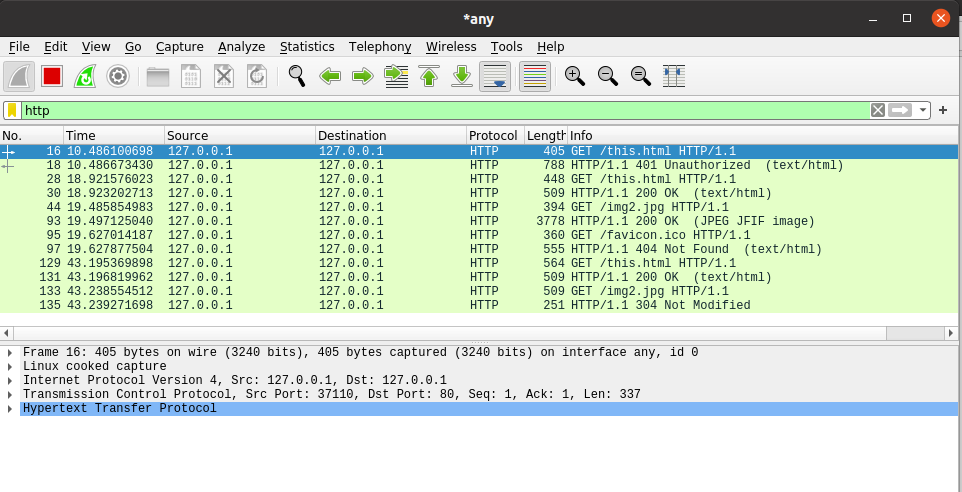 *any
File Edit View Go Capture Analyze Statistics Telephony Wireless Tools Help
http
No. Time Source Destination Protocol Length Info
16 10.486100698 127.0.0.1 127.0.0.1 HTTP 405 GET /this.html HTTP/1.1
18 10.486673430 127.0.0.1 127.0.0.1 HTTP 788 HTTP/1.1 401 Unauthorized (text/html)
28 18.921576023 127.0.0.1 127.0.0.1 HTTP 448 GET /this.html HTTP/1.1
30 18.923202713 127.0.0.1 127.0.0.1 HTTP 509 HTTP/1.1 200 OK (text/html)
44 19.485854983 127.0.0.1 127.0.0.1 HTTP 394 GET /img2.jpg HTTP/1.1
93 19.497125040 127.0.0.1 127.0.0.1 HTTP 3778 HTTP/1.1 200 OK (JPEG JFIF image)
95 19.627014187 127.0.0.1 127.0.0.1 HTTP 360 GET /favicon.ico HTTP/1.1
97 19.627877504 127.0.0.1 127.0.0.1 HTTP 555 HTTP/1.1 404 Not Found (text/html)
129 43.195369898 127.0.0.1 127.0.0.1 HTTP 564 GET /this.html HTTP/1.1
131 43.196819962 127.0.0.1 127.0.0.1 HTTP 509 HTTP/1.1 200 OK (text/html)
133 43.238554512 127.0.0.1 127.0.0.1 HTTP 509 GET /img2.jpg HTTP/1.1
135 43.239271698 127.0.0.1 127.0.0.1 HTTP 251 HTTP/1.1 304 Not Modified
Frame 16: 405 bytes on wire (3240 bits), 405 bytes captured (3240 bits) on interface any, id 0
Linux cooked capture
Internet Protocol Version 4, Src: 127.0.0.1, Dst: 127.0.0.1
Transmission Control Protocol, Src Port: 37110, Dst Port: 80, Seq: 1, Ack: 1, Len: 337
Hypertext Transfer Protocol